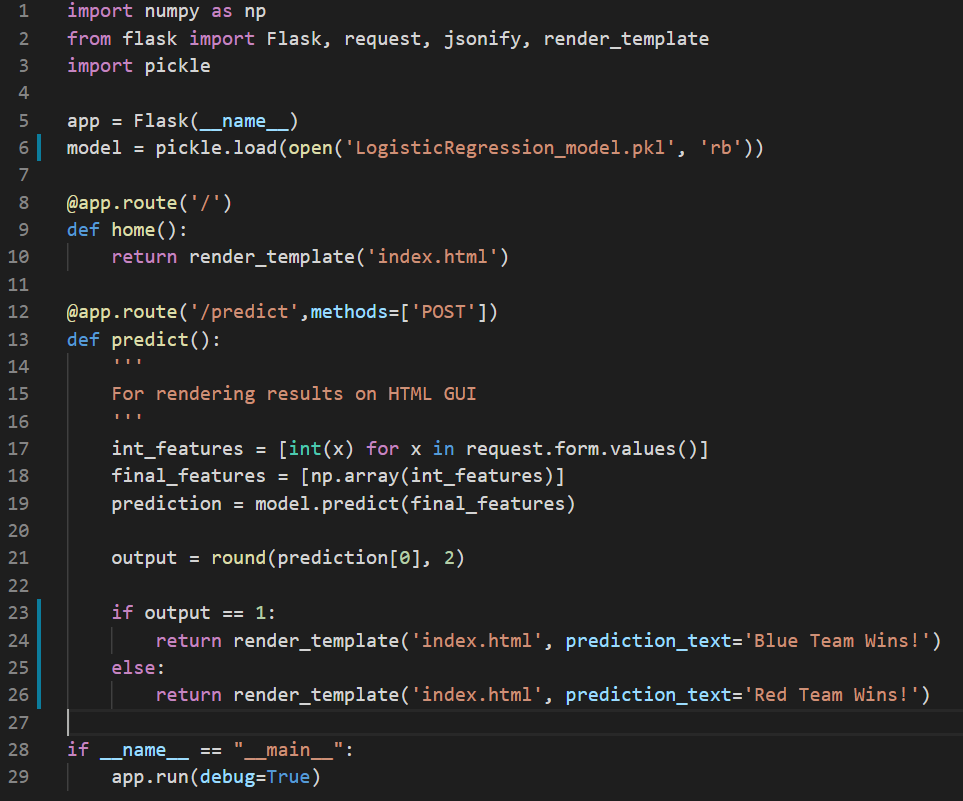 1 import numpy as np
2 from flask import Flask, request, jsonify, render_template
3 import pickle
4
5 app = Flask(__name__)
6 model = pickle.load(open('LogisticRegression_model.pkl', 'rb'))
7
8 @app.route('/')
9 def home():
10     return render_template('index.html')
11
12 @app.route('/predict',methods=['POST'])
13 def predict():
14     '''
15     For rendering results on HTML GUI
16     '''
17     int_features = [int(x) for x in request.form.values()]
18     final_features = [np.array(int_features)]
19     prediction = model.predict(final_features)
20
21     output = round(prediction[0], 2)
22
23     if output == 1:
24         return render_template('index.html', prediction_text='Blue Team Wins!')
25     else:
26         return render_template('index.html', prediction_text='Red Team Wins!')
27
28 if __name__ == "__main__":
29     app.run(debug=True)